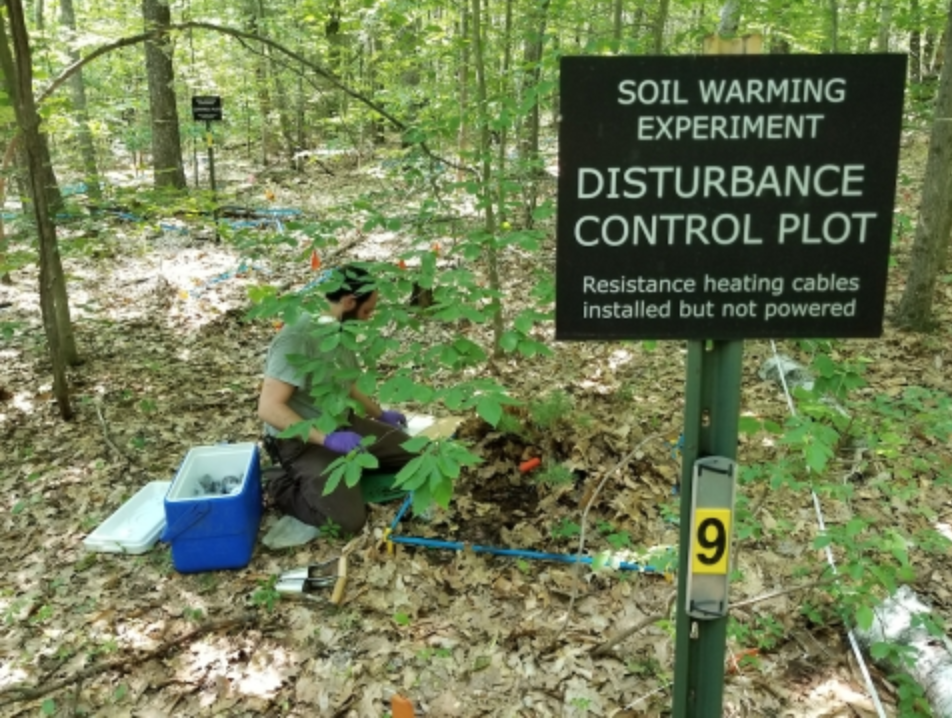 SOIL WARMING
EXPERIMENT
DISTURBANCE
CONTROL PLOT
Resistance heating cables
installed but not powered
9